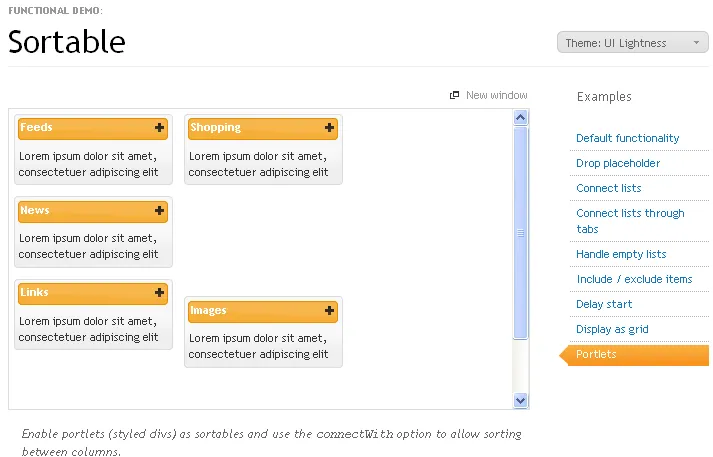 FUNCTIONAL DEMO:
Sortable
Theme: UI Lightness
New window
Feeds
Lorem ipsum dolor sit amet,
consectetuer adipiscing elit
Shopping
Lorem ipsum dolor sit amet,
consectetuer adipiscing elit
News
Lorem ipsum dolor sit amet,
consectetuer adipiscing elit
Links
Lorem ipsum dolor sit amet,
consectetuer adipiscing elit
Images
Lorem ipsum dolor sit amet,
consectetuer adipiscing elit
Enable portlets (styled divs) as sortables and use the connectWith option to allow sorting
between columns.
Examples
Default functionality
Drop placeholder
Connect lists
Connect lists through
tabs
Handle empty lists
Include / exclude items
Delay start
Display as grid
Portlets